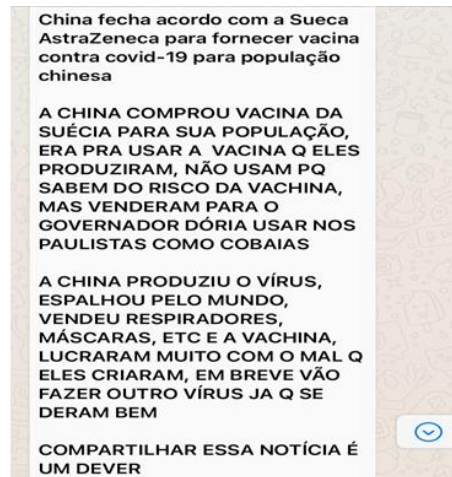 China fecha acordo com a Sueca
AstraZeneca para fornecer vacina
contra covid-19 para população
chinesa
A CHINA COMPROU VACINA DA
SUÉCIA PARA SUA POPULAÇÃO,
ERA PRA USAR A VACINA Q ELES
PRODUZIRAM, NÃO USAM PQ
SABEM DO RISCO DA VACHINA,
MAS VENDERAM PARA O
GOVERNADOR DÓRIA USAR NOS
PAULISTAS COMO COBAIAS
A CHINA PRODUZIU O VÍRUS,
ESPALHOU PELO MUNDO,
VENDEU RESPIRADORES,
MÁSCARAS, ETC E A VACHINA,
LUCRARAM MUITO COM O MAL Q
ELES CRIARAM, EM BREVE VÃO
FAZER OUTRO VÍRUS JA Q SE
DERAM BEM
COMPARTILHAR ESSA NOTÍCIA É
UM DEVER